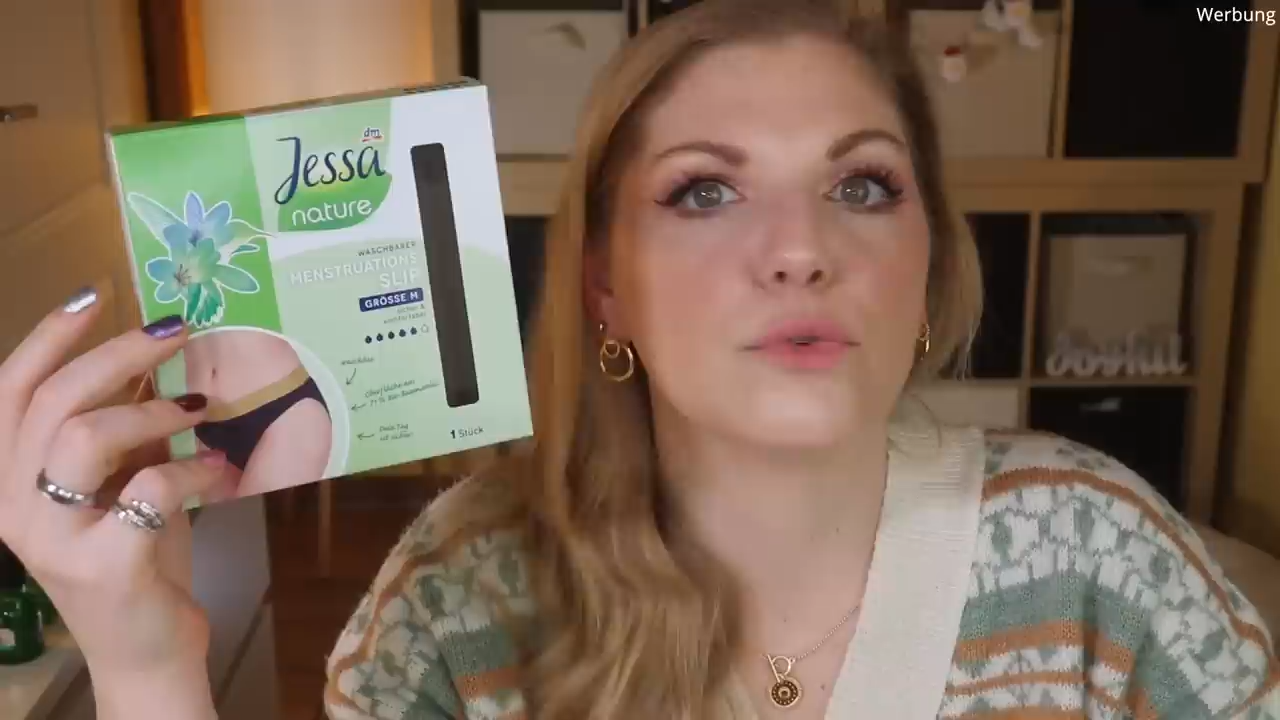 Werbung
dm
Jessa
nature
WASCHBARER
MENSTRUATIONS
SLIP
GRÖSSE M
1 Stück